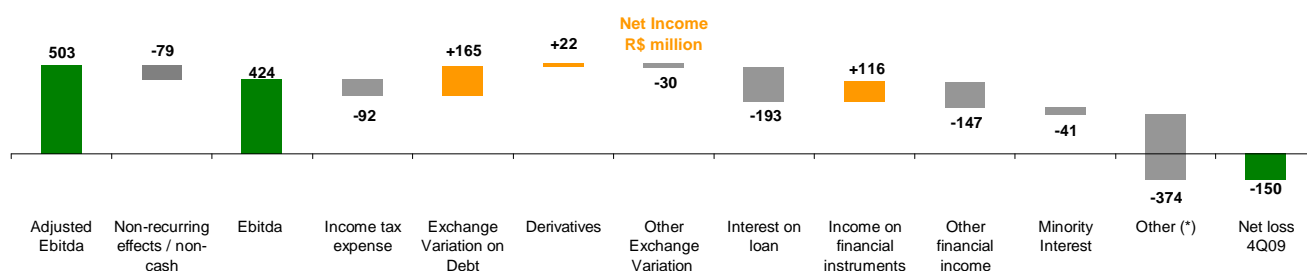 Net Income
R$ million
503
-79
424
-92
+165
+22
-30
-193
+116
-147
-41
-374
-150
Adjusted
Ebitda
Non-recurring
effects / non-
cash
Ebitda
Income tax
expense
Exchange
Variation on
Debt
Derivatives
Other
Exchange
Variation
Interest on
loan
Income on
financial
instruments
Other
financial
income
Minority
Interest
Other (*)
Net loss
4Q09